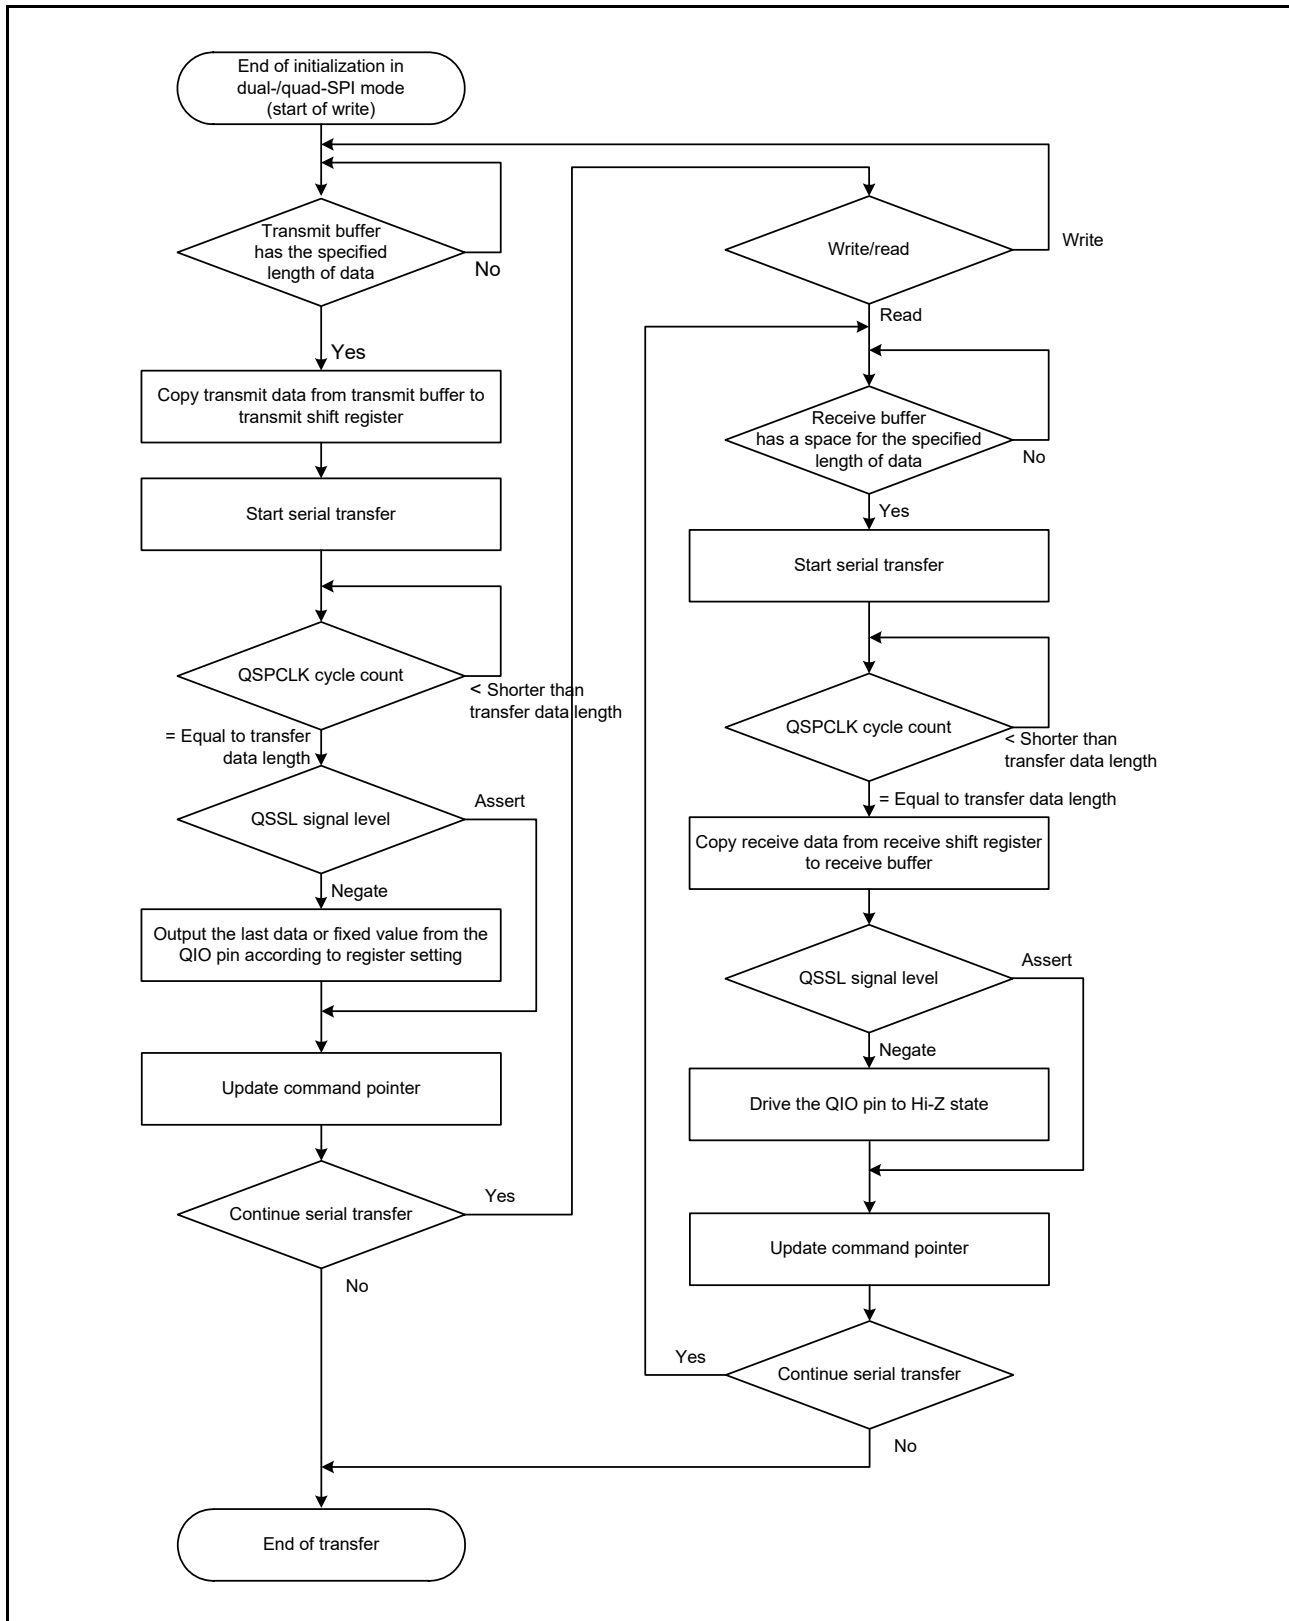 End of initialization in
dual-/quad-SPI mode
(start of write)
Transmit buffer
has the specified
length of data
No
Yes
Copy transmit data from transmit buffer to
transmit shift register
Start serial transfer
QSPCLK cycle count
< Shorter than
transfer data length
= Equal to transfer
data length
QSSL signal level
Assert
Negate
Output the last data or fixed value from the
QIO pin according to register setting
Update command pointer
Continue serial transfer
Yes
No
End of transfer
Write/read
Write
Read
Receive buffer
has a space for the specified
length of data
No
Yes
Start serial transfer
QSPCLK cycle count
< Shorter than
transfer data length
= Equal to transfer data length
Copy receive data from receive shift register
to receive buffer
QSSL signal level
Assert
Negate
Drive the QIO pin to Hi-Z state
Update command pointer
Continue serial transfer
Yes
No